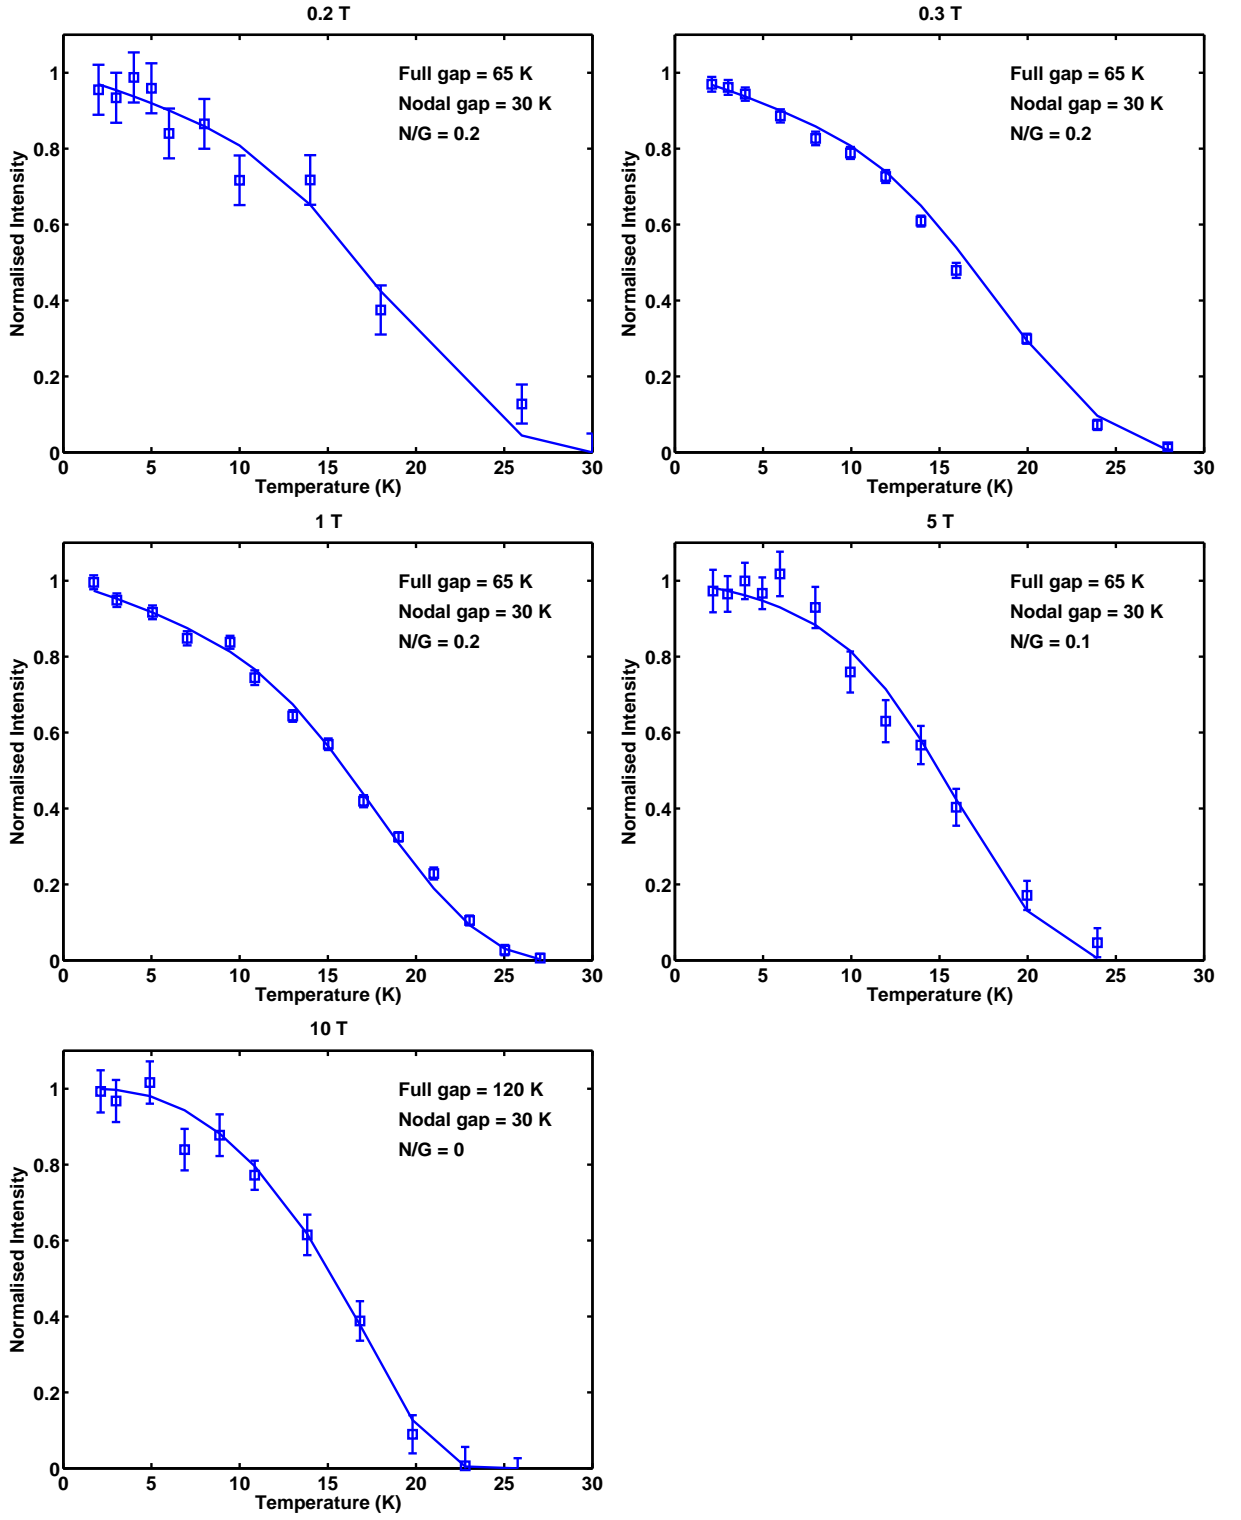 0.2 T
Full gap = 65 K
Nodal gap = 30 K
N/G = 0.2
Normalised Intensity
1
0.8
0.6
0.4
0.2
0
0 5 10 15 20 25 30
Temperature (K)
0.3 T
Full gap = 65 K
Nodal gap = 30 K
N/G = 0.2
Normalised Intensity
1
0.8
0.6
0.4
0.2
0
0 5 10 15 20 25 30
Temperature (K)
1 T
Full gap = 65 K
Nodal gap = 30 K
N/G = 0.2
Normalised Intensity
1
0.8
0.6
0.4
0.2
0
0 5 10 15 20 25 30
Temperature (K)
5 T
Full gap = 65 K
Nodal gap = 30 K
N/G = 0.1
Normalised Intensity
1
0.8
0.6
0.4
0.2
0
0 5 10 15 20 25 30
Temperature (K)
10 T
Full gap = 120 K
Nodal gap = 30 K
N/G = 0
Normalised Intensity
1
0.8
0.6
0.4
0.2
0
0 5 10 15 20 25 30
Temperature (K)